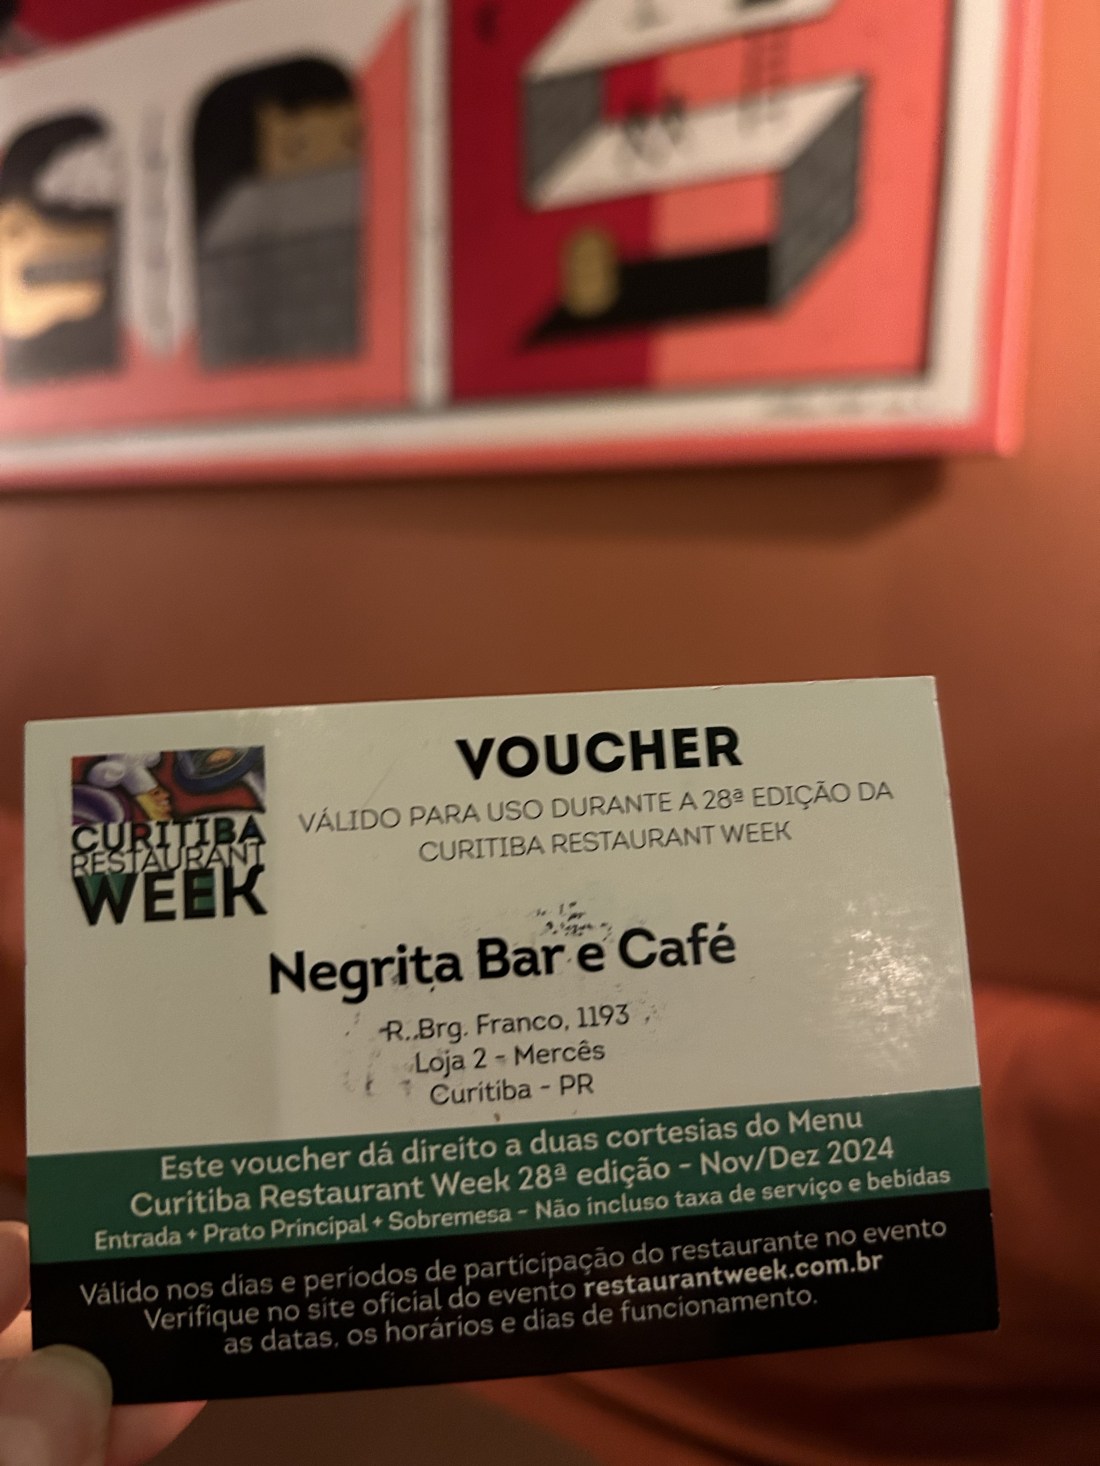 CURITIBA
RESTAURANT
WEEK
VOUCHER
VÁLIDO PARA USO DURANTE A 28ª EDIÇÃO DA
CURITIBA RESTAURANT WEEK
Negrita Bar e Café
R. Brg. Franco, 1193
Loja 2 - Mercês
Curitiba - PR
Este voucher dá direito a duas cortesias do Menu
Curitiba Restaurant Week 28ª edição - Nov/Dez 2024
Entrada + Prato Principal + Sobremesa - Não incluso taxa de serviço e bebidas
Válido nos dias e períodos de participação do restaurante no evento
Verifique no site oficial do evento restaurantweek.com.br
as datas, os horários e dias de funcionamento.